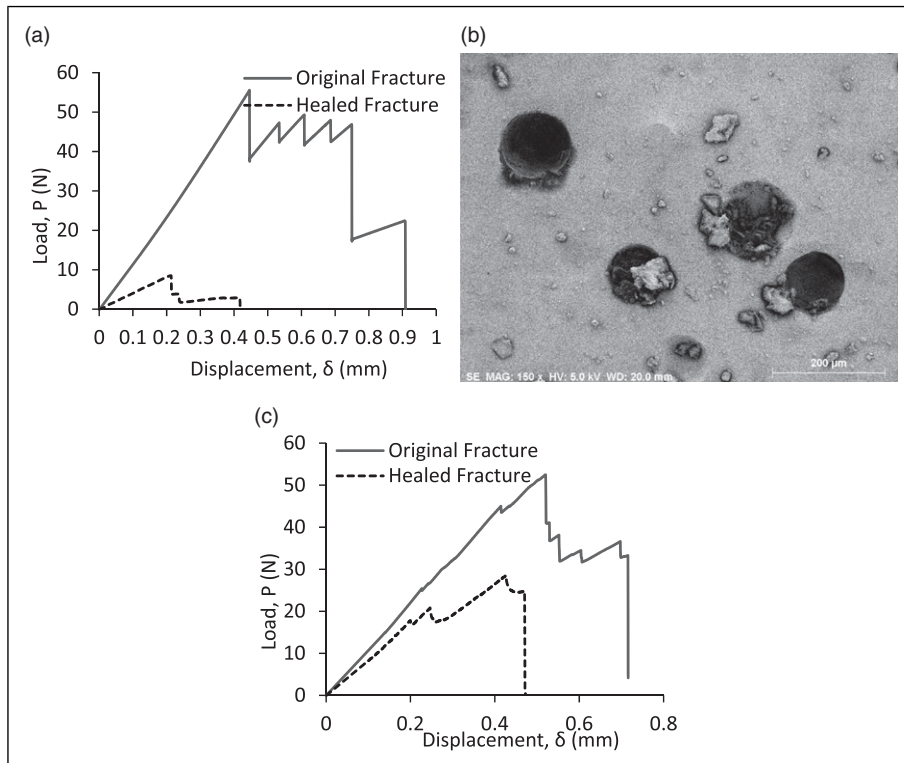 (a)
60
50
40
30
20
10
0
Load, P (N)
Original Fracture
Healed Fracture
0 0.1 0.2 0.3 0.4 0.5 0.6 0.7 0.8 0.9 1
Displacement, δ (mm)
(b)
SE MAG: 150 x HV: 5.0 kV WD: 20.0 mm
200 μm
(c)
60
50
40
30
20
10
0
Load, P (N)
Original Fracture
Healed Fracture
0 0.2 0.4 0.6 0.8
Displacement, δ (mm)